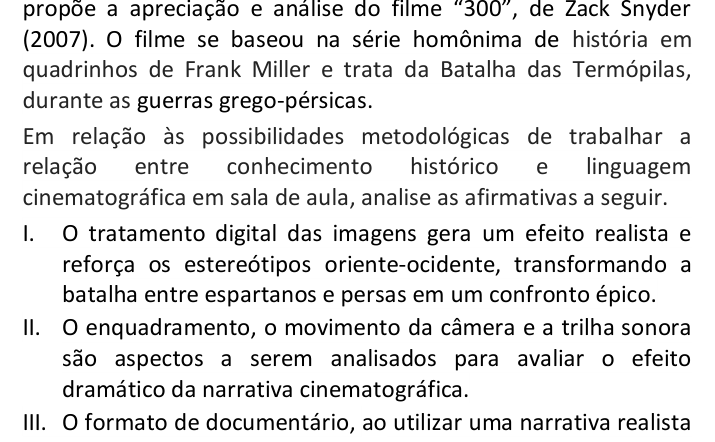 propõe a apreciação e análise do filme “300”, de Zack Snyder
(2007). O filme se baseou na série homônima de história em
quadrinhos de Frank Miller e trata da Batalha das Termópilas,
durante as guerras grego-pérsicas.
Em relação às possibilidades metodológicas de trabalhar a
relação entre conhecimento histórico e linguagem
cinematográfica em sala de aula, analise as afirmativas a seguir.
I. O tratamento digital das imagens gera um efeito realista e
reforça os estereótipos oriente-ocidente, transformando a
batalha entre espartanos e persas em um confronto épico.
II. O enquadramento, o movimento da câmera e a trilha sonora
são aspectos a serem analisados para avaliar o efeito
dramático da narrativa cinematográfica.
III. O formato de documentário, ao utilizar uma narrativa realista